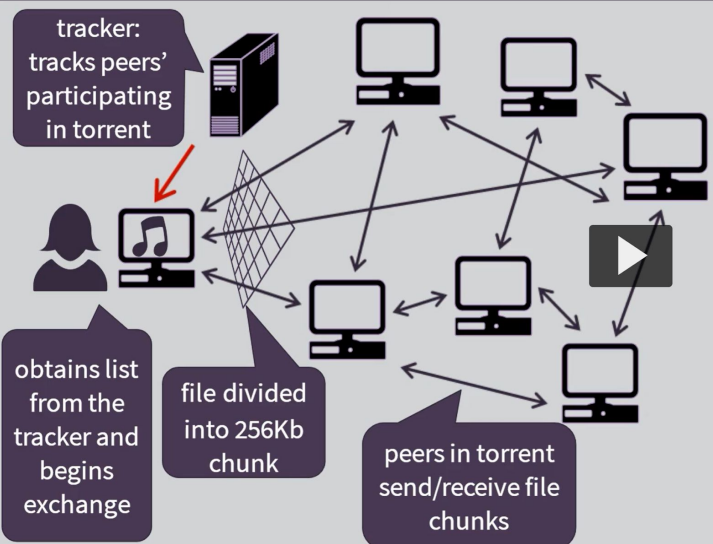 tracker:
tracks peers’
participating
in torrent
obtains list
from the
tracker and
begins
exchange
file divided
into 256Kb
chunk
peers in torrent
send/receive file
chunks